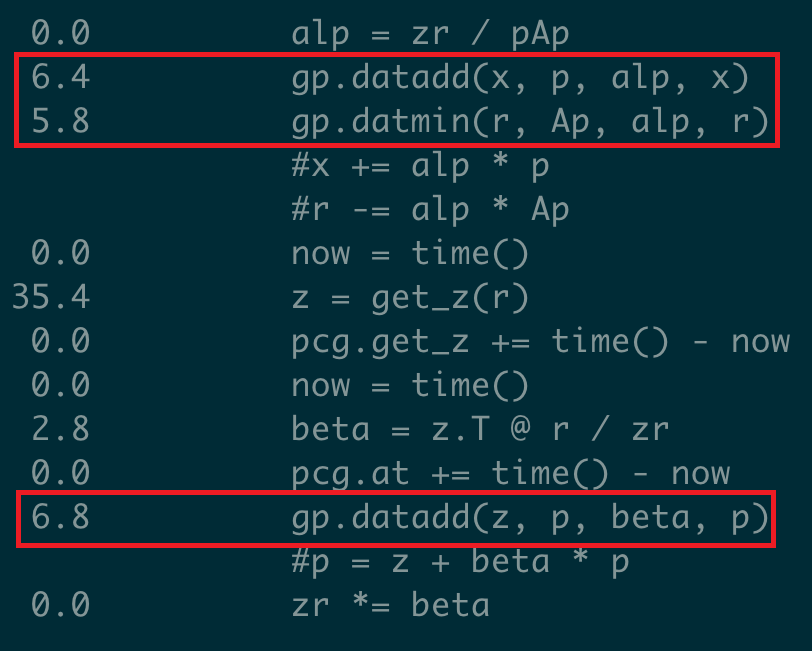 0.0 alp = zr / pAp
6.4 gp.datadd(x, p, alp, x)
5.8 gp.datmin(r, Ap, alp, r)
#x += alp * p
#r -= alp * Ap
0.0 now = time()
35.4 z = get_z(r)
0.0 pcg.get_z += time() - now
0.0 now = time()
2.8 beta = z.T @ r / zr
0.0 pcg.at += time() - now
6.8 gp.datadd(z, p, beta, p)
#p = z + beta * p
0.0 zr *= beta